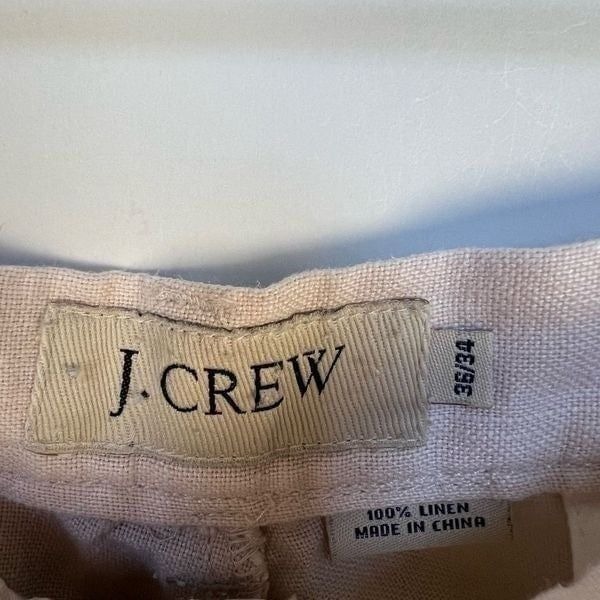 J.CREW
36/34
100% LINEN
MADE IN CHINA